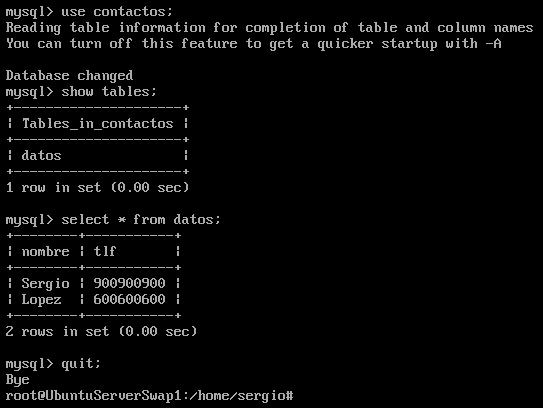 mysql> use contactos;
Reading table information for completion of table and column names
You can turn off this feature to get a quicker startup with -A
Database changed
mysql> show tables;
+---------------------+
| Tables_in_contactos |
+---------------------+
| datos               |
+---------------------+
1 row in set (0.00 sec)
mysql> select * from datos;
+--------+-----------+
| nombre | tlf       |
+--------+-----------+
| Sergio | 900900900 |
| Lopez  | 600600600 |
+--------+-----------+
2 rows in set (0.00 sec)
mysql> quit;
Bye
root@UbuntuServerSwap1:/home/sergio#